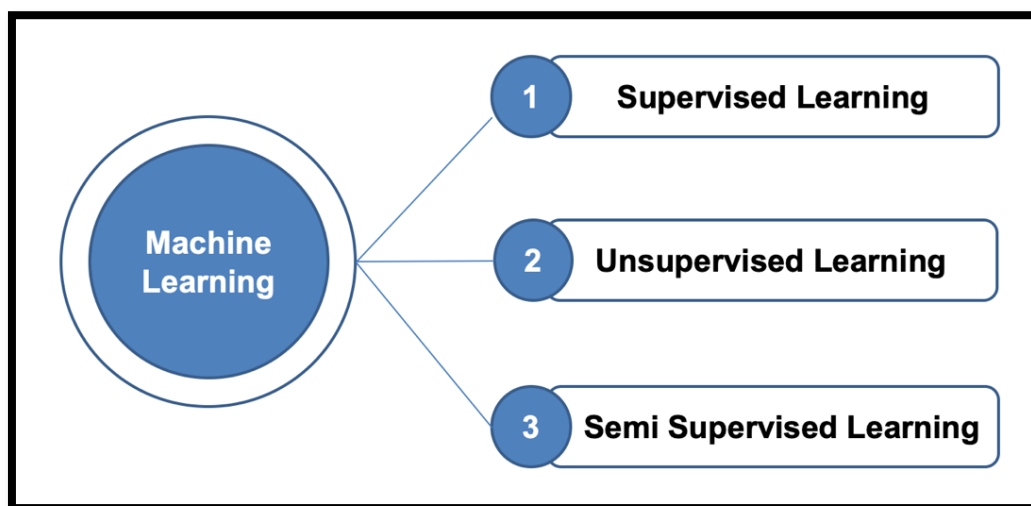 Machine
Learning
1
Supervised Learning
2
Unsupervised Learning
3
Semi Supervised Learning